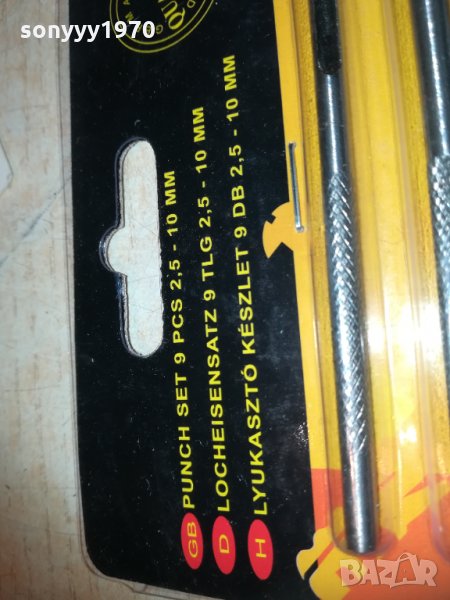 sonyyy1970
GB PUNCH SET 9 PCS 2,5 - 10 MM
D LOCHEISENSATZ 9 TLG 2,5 - 10 MM
H LYUKASZTÓ KÉSZLET 9 DB 2,5 - 10 MM
BAZAR